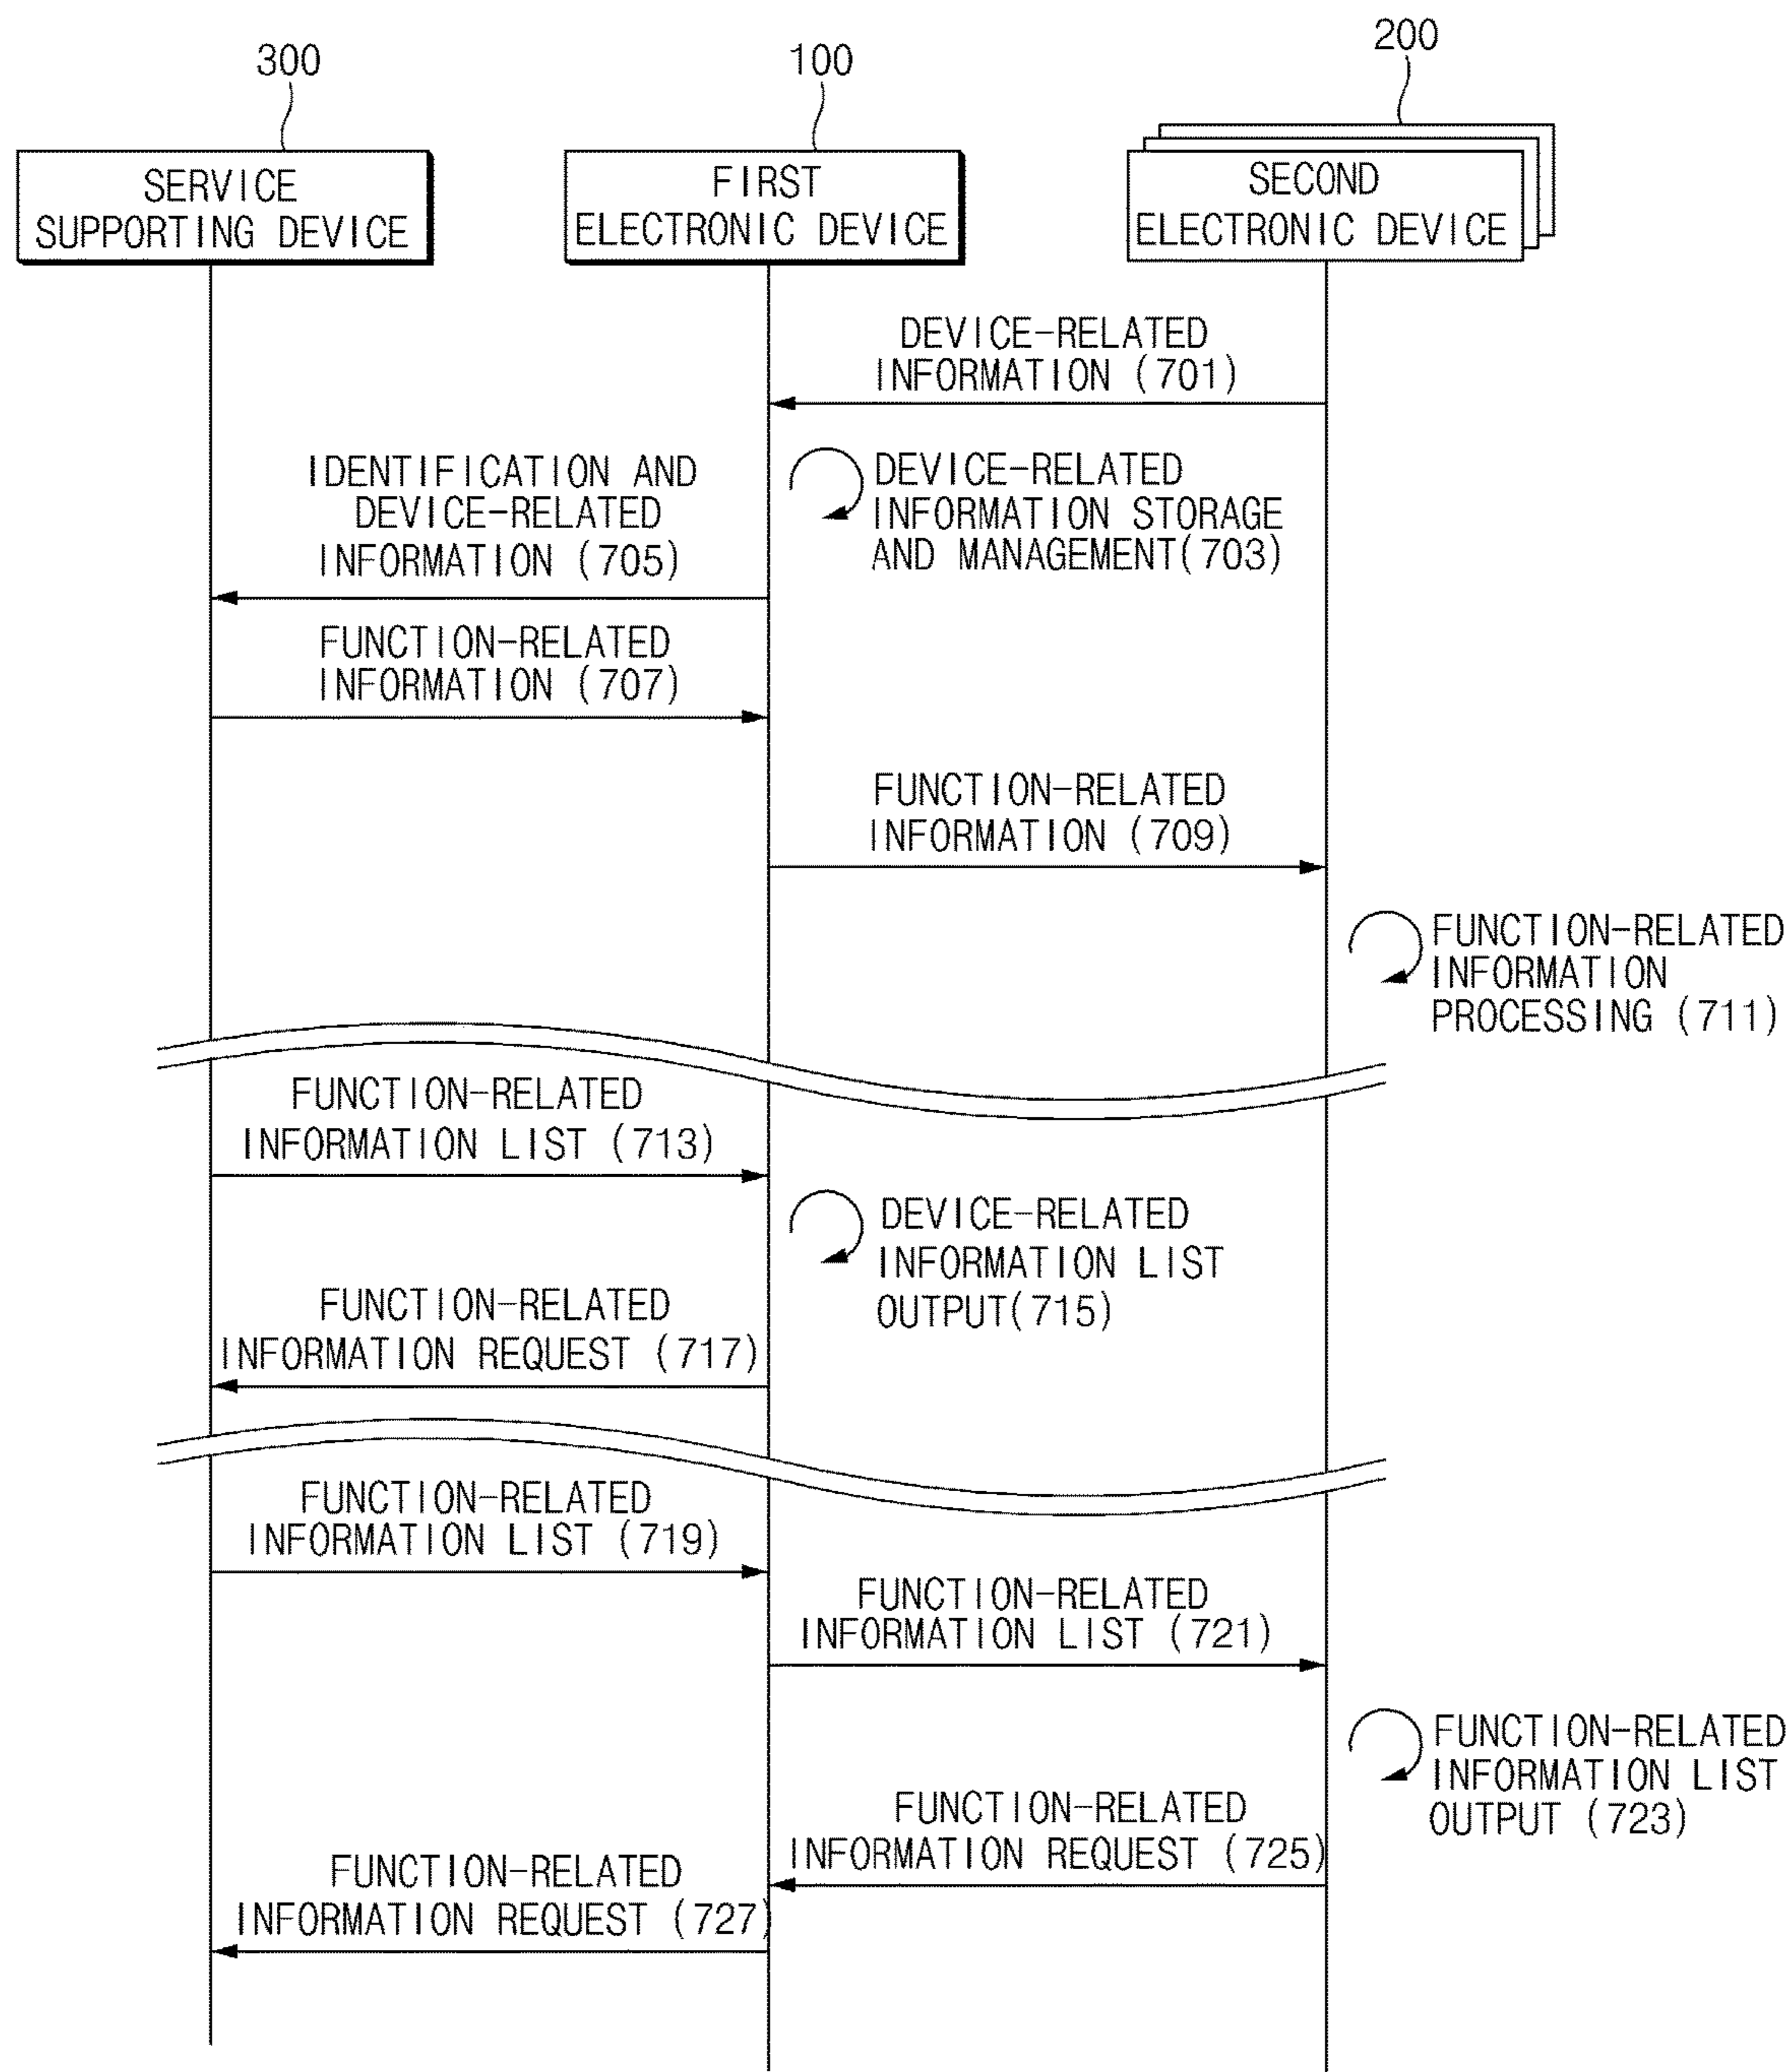 300
100
200
SERVICE
SUPPORTING DEVICE
FIRST
ELECTRONIC DEVICE
SECOND
ELECTRONIC DEVICE
DEVICE-RELATED
INFORMATION (701)
DEVICE-RELATED
INFORMATION STORAGE
AND MANAGEMENT(703)
IDENTIFICATION AND
DEVICE-RELATED
INFORMATION (705)
FUNCTION-RELATED
INFORMATION (707)
FUNCTION-RELATED
INFORMATION (709)
FUNCTION-RELATED
INFORMATION
PROCESSING (711)
FUNCTION-RELATED
INFORMATION LIST (713)
DEVICE-RELATED
INFORMATION LIST
OUTPUT(715)
FUNCTION-RELATED
INFORMATION REQUEST (717)
FUNCTION-RELATED
INFORMATION LIST (719)
FUNCTION-RELATED
INFORMATION LIST (721)
FUNCTION-RELATED
INFORMATION LIST
OUTPUT (723)
FUNCTION-RELATED
INFORMATION REQUEST (725)
FUNCTION-RELATED
INFORMATION REQUEST (727)